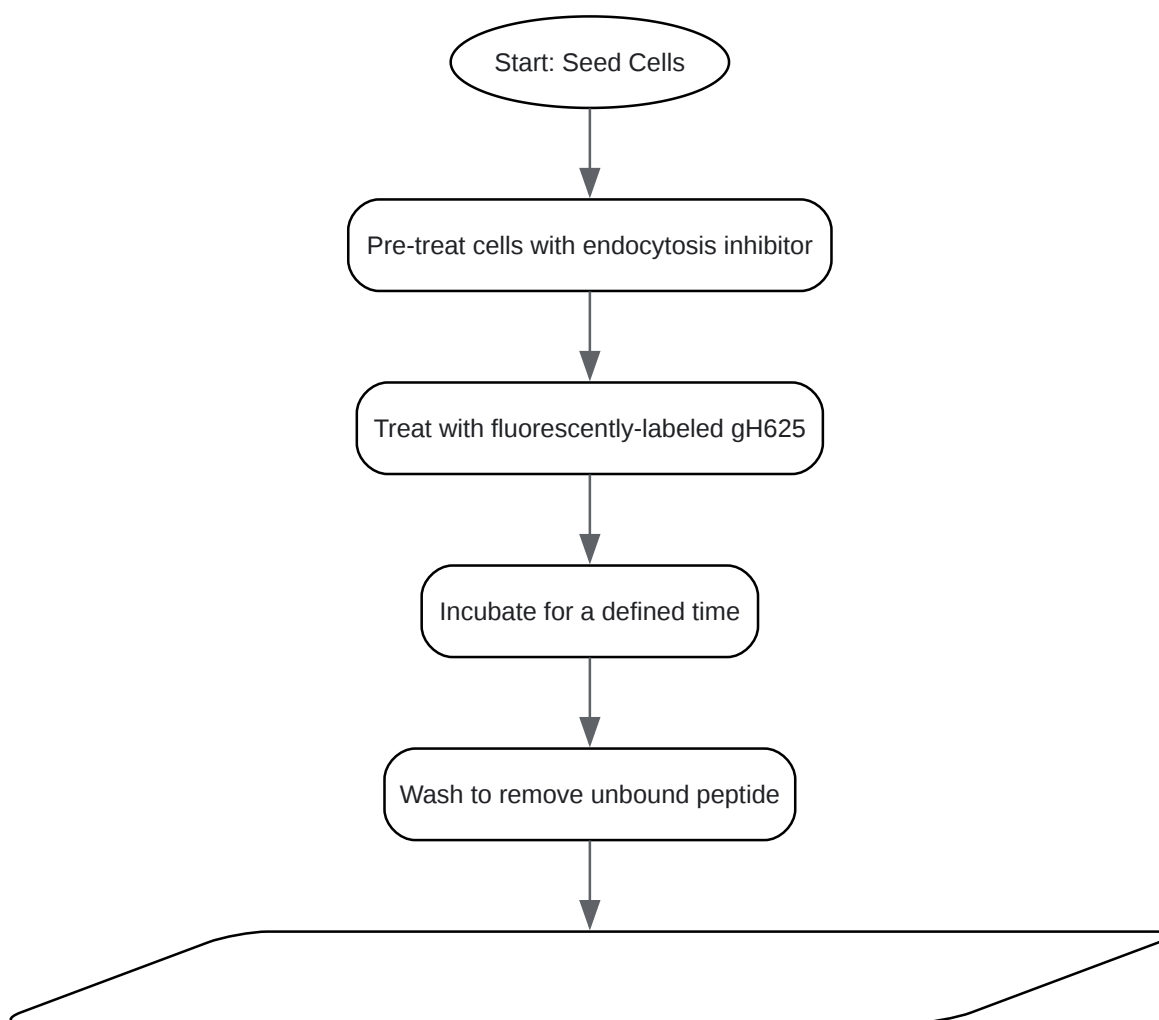 Start: Seed Cells
Pre-treat cells with endocytosis inhibitor
Treat with fluorescently-labeled gH625
Incubate for a defined time
Wash to remove unbound peptide